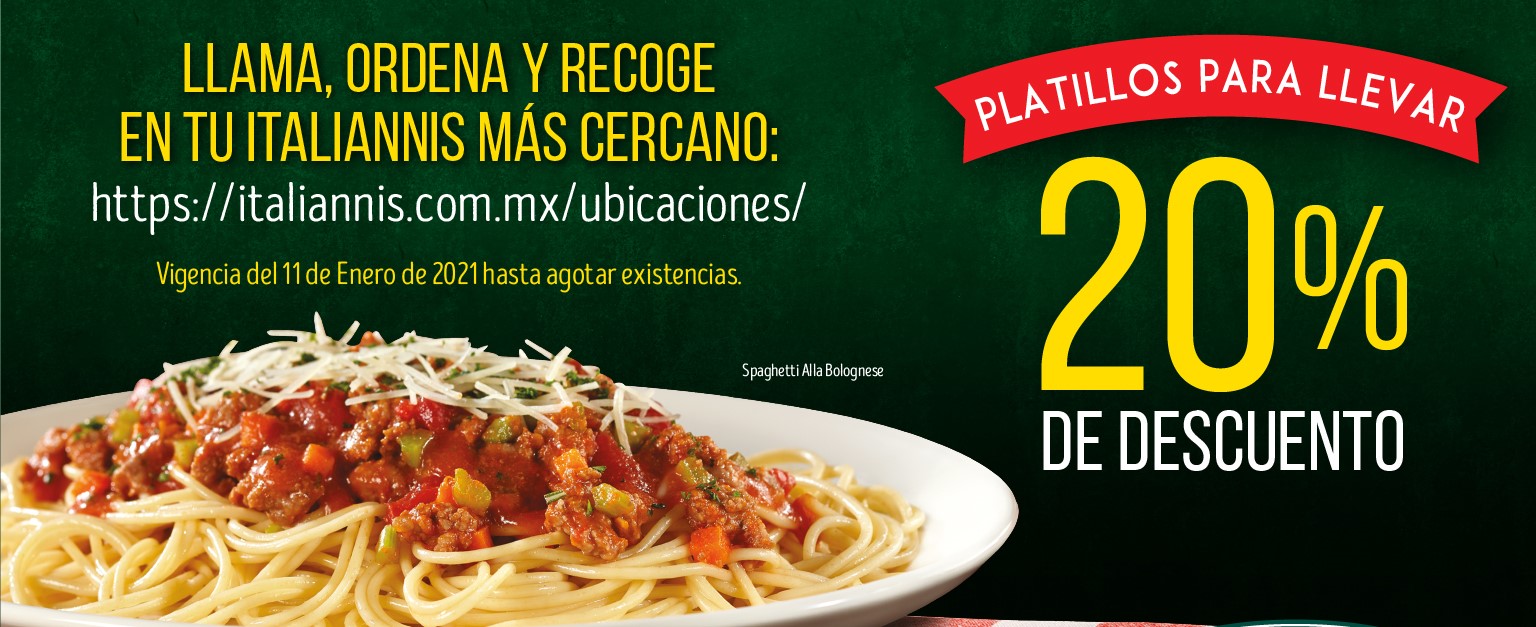 LLAMA, ORDENA Y RECOGE
EN TU ITALIANNIS MÁS CERCANO:
https://italiannis.com.mx/ubicaciones/
Vigencia del 11 de Enero de 2021 hasta agotar existencias.
Spaghetti Alla Bolognese
PLATILLOS PARA LLEVAR
20%
DE DESCUENTO